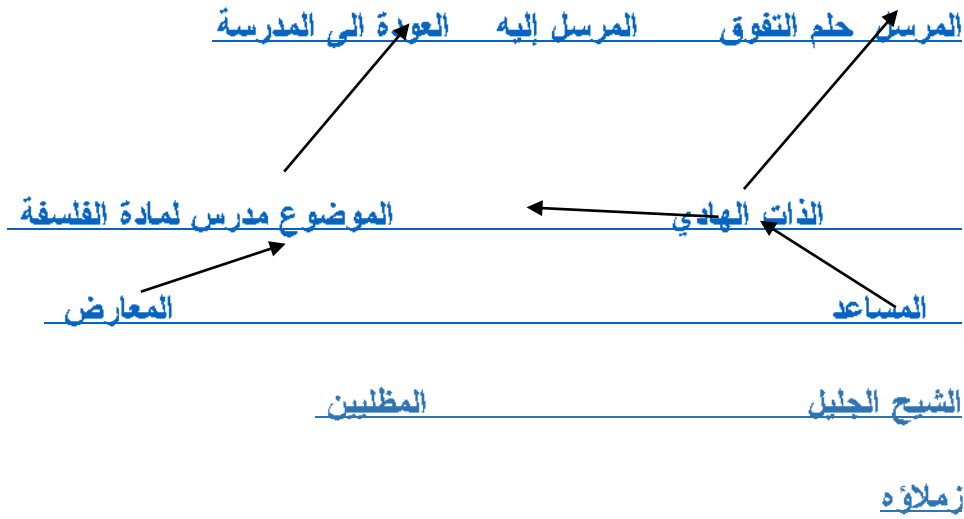 المرسل حلم التفوق المرسل إليه العودة الى المدرسة
الذات الهادي الموضوع مدرس لمادة الفلسفة
المساعد المعارض
الشيح الجليل المظليين
زملاؤه